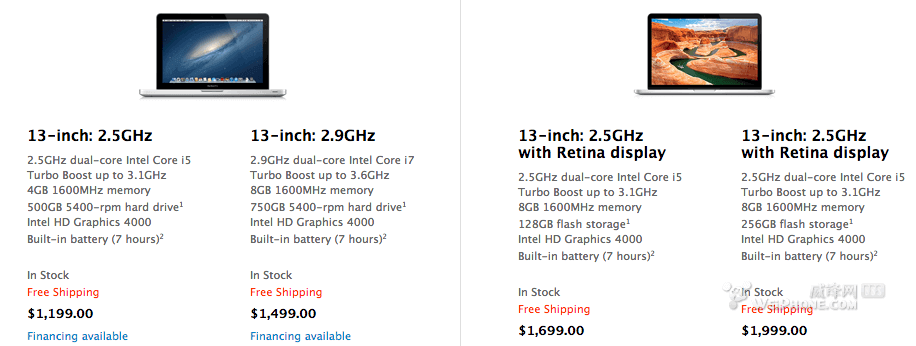 13-inch: 2.5GHz
2.5GHz dual-core Intel Core i5
Turbo Boost up to 3.1GHz
4GB 1600MHz memory
500GB 5400-rpm hard drive¹
Intel HD Graphics 4000
Built-in battery (7 hours)²
In Stock
Free Shipping
$1,199.00
Financing available
13-inch: 2.9GHz
2.9GHz dual-core Intel Core i7
Turbo Boost up to 3.6GHz
8GB 1600MHz memory
750GB 5400-rpm hard drive¹
Intel HD Graphics 4000
Built-in battery (7 hours)²
In Stock
Free Shipping
$1,499.00
Financing available
13-inch: 2.5GHz
with Retina display
2.5GHz dual-core Intel Core i5
Turbo Boost up to 3.1GHz
8GB 1600MHz memory
128GB flash storage¹
Intel HD Graphics 4000
Built-in battery (7 hours)²
In Stock
Free Shipping
$1,699.00
13-inch: 2.5GHz
with Retina display
2.5GHz dual-core Intel Core i5
Turbo Boost up to 3.1GHz
8GB 1600MHz memory
256GB flash storage¹
Intel HD Graphics 4000
Built-in battery (7 hours)²
In Stock
Free Shipping
$1,999.00
威锋网
WEIPHONE.COM